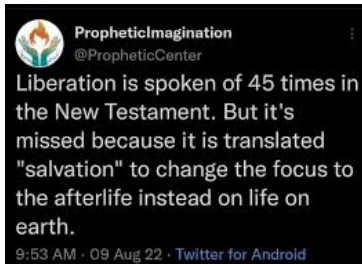 PropheticImagination
@PropheticCenter
Liberation is spoken of 45 times in
the New Testament. But it's
missed because it is translated
"salvation" to change the focus to
the afterlife instead on life on
earth.
9:53 AM · 09 Aug 22 · Twitter for Android